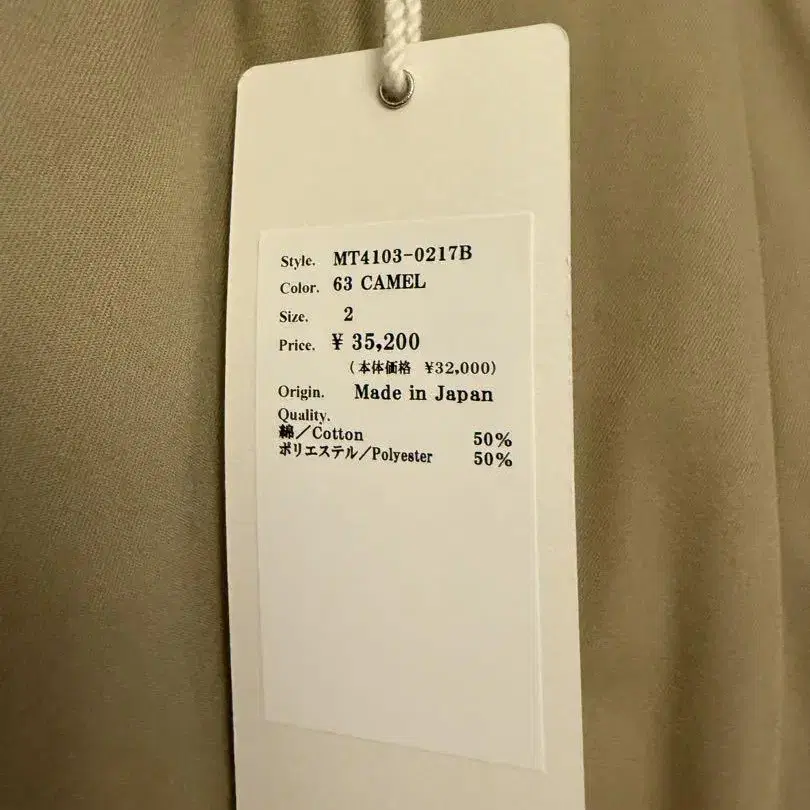 Style. MT4103-0217B
Color. 63 CAMEL
Size. 2
Price. ¥ 35,200
(本体価格 ¥32,000)
Origin. Made in Japan
Quality.
綿/Cotton 50%
ポリエステル/Polyester 50%